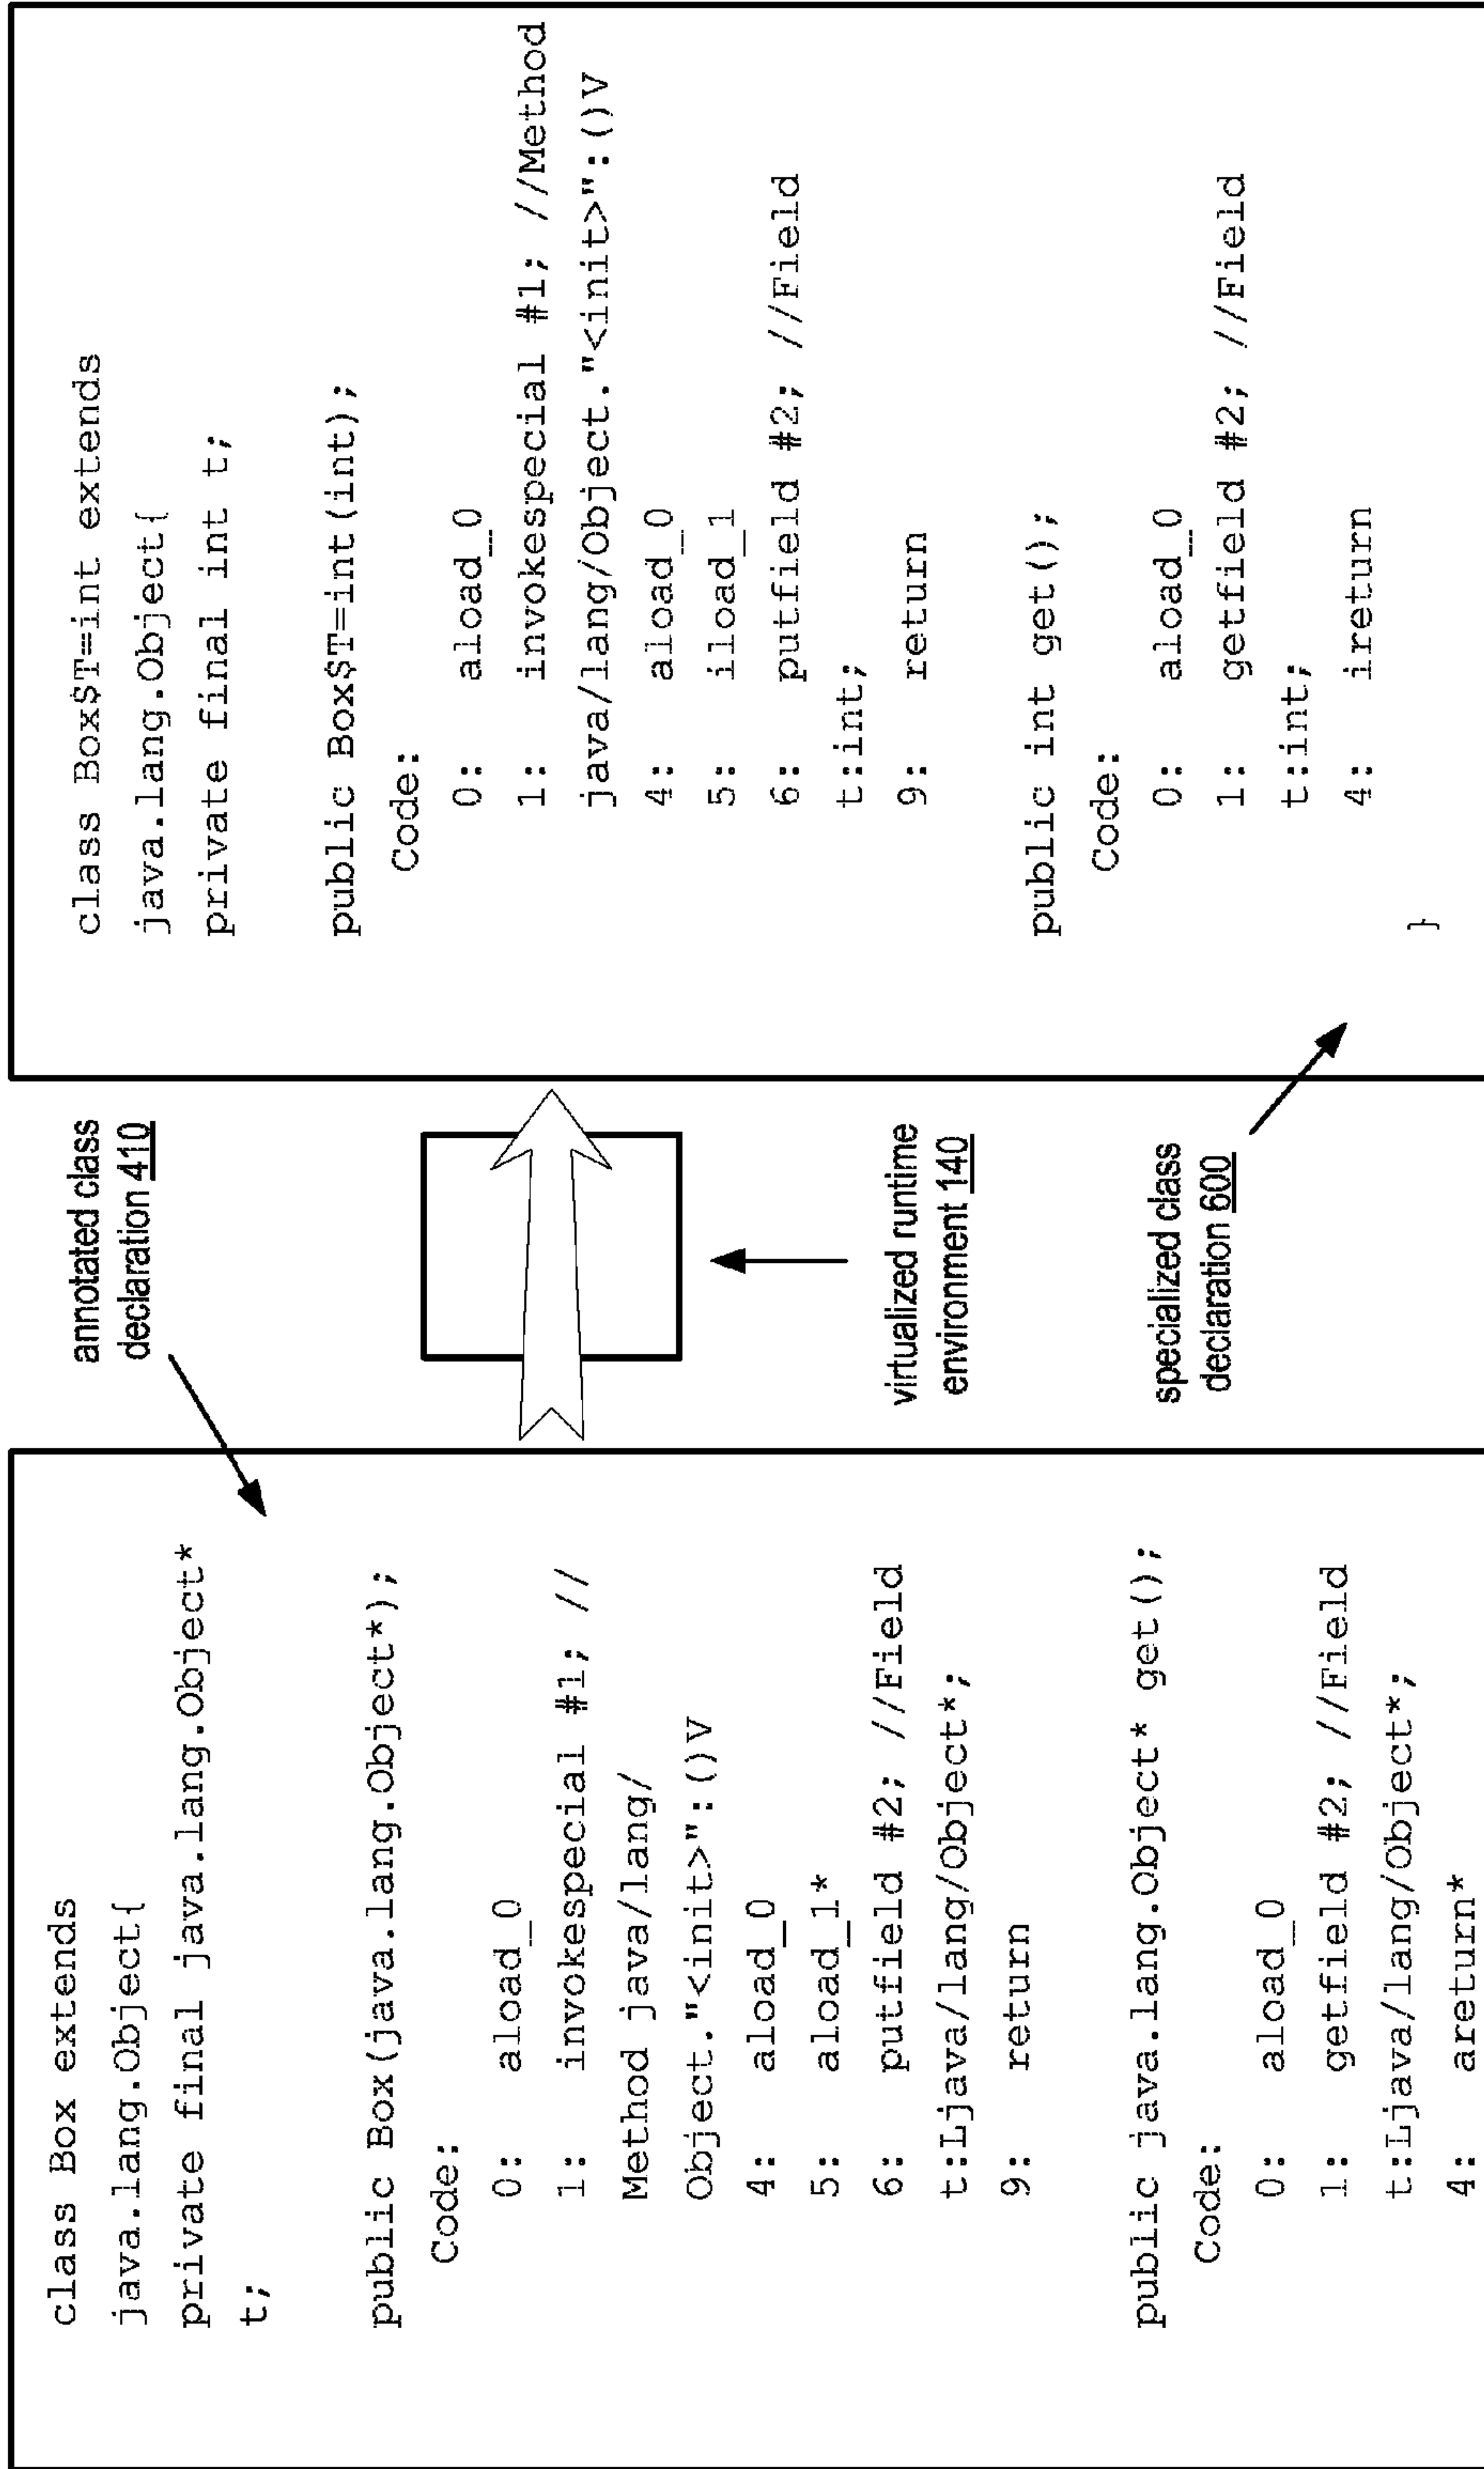 class Box extends
java.lang.Object{
private final java.lang.Object*
t;
public Box(java.lang.Object*);
Code:
0: aload_0
1: invokespecial #1; //
Method java/lang/
Object."<init>":()V
4: aload_0
5: aload_1*
6: putfield #2; //Field
t:Ljava/lang/Object*;
9: return
public java.lang.Object* get();
Code:
0: aload_0
1: getfield #2; //Field
t:Ljava/lang/Object*;
4: areturn*
annotated class
declaration 410
virtualized runtime
environment 140
specialized class
declaration 600
class Box$T=int extends
java.lang.Object{
private final int t;
public Box$T=int(int);
Code:
0: aload_0
1: invokespecial #1; //Method
java/lang/Object."<init>":()V
4: aload_0
5: iload_1
6: putfield #2; //Field
t:int;
9: return
public int get();
Code:
0: aload_0
1: getfield #2; //Field
t:int;
4: ireturn
}